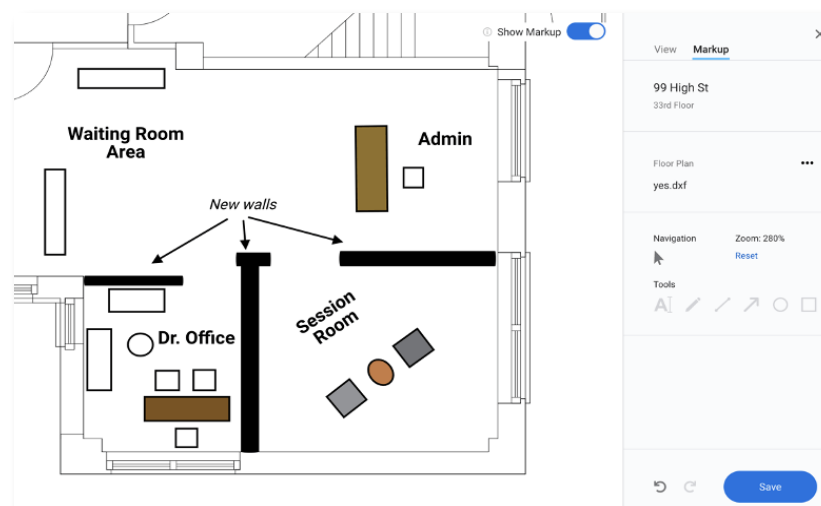 Show Markup
Waiting Room
Area
Admin
New walls
Dr. Office
Session
Room
View Markup
99 High St
33rd Floor
Floor Plan
yes.dxf
Navigation Zoom: 280%
Reset
Tools
A
Save